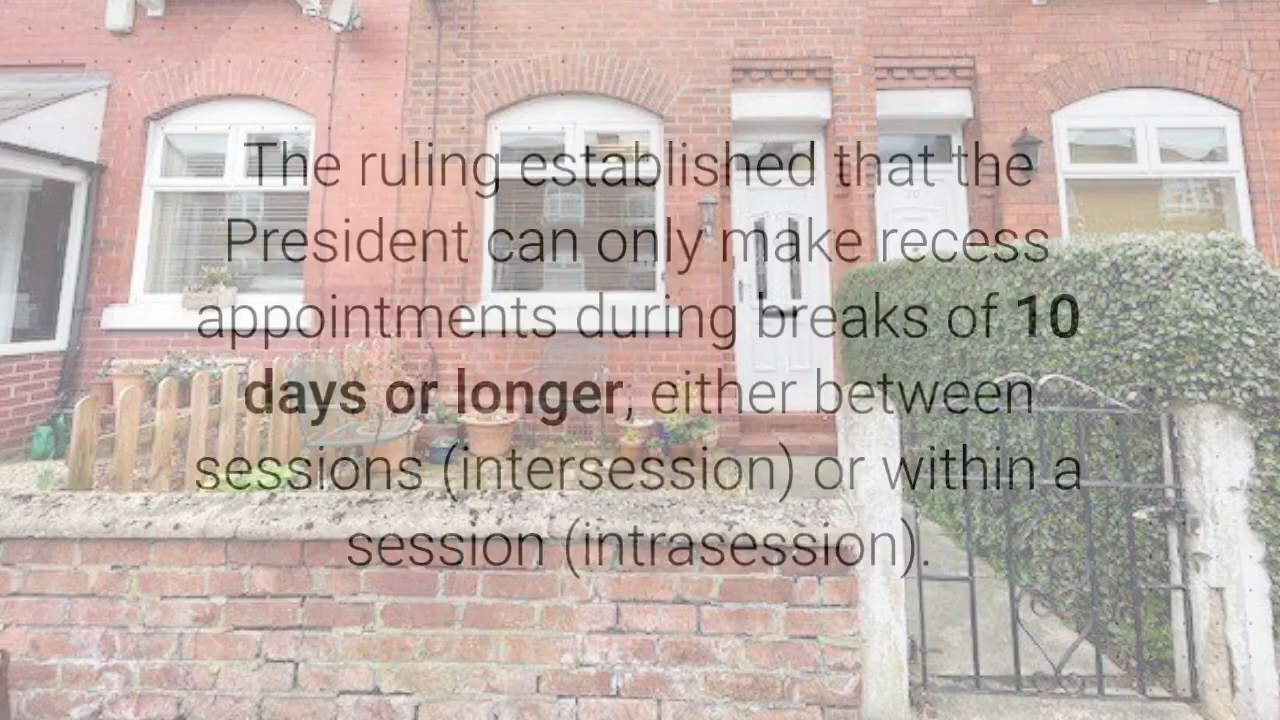 The ruling established that the
President can only make recess
appointments during breaks of 10
days or longer, either between
sessions (intersession) or within a
session (intrasession).